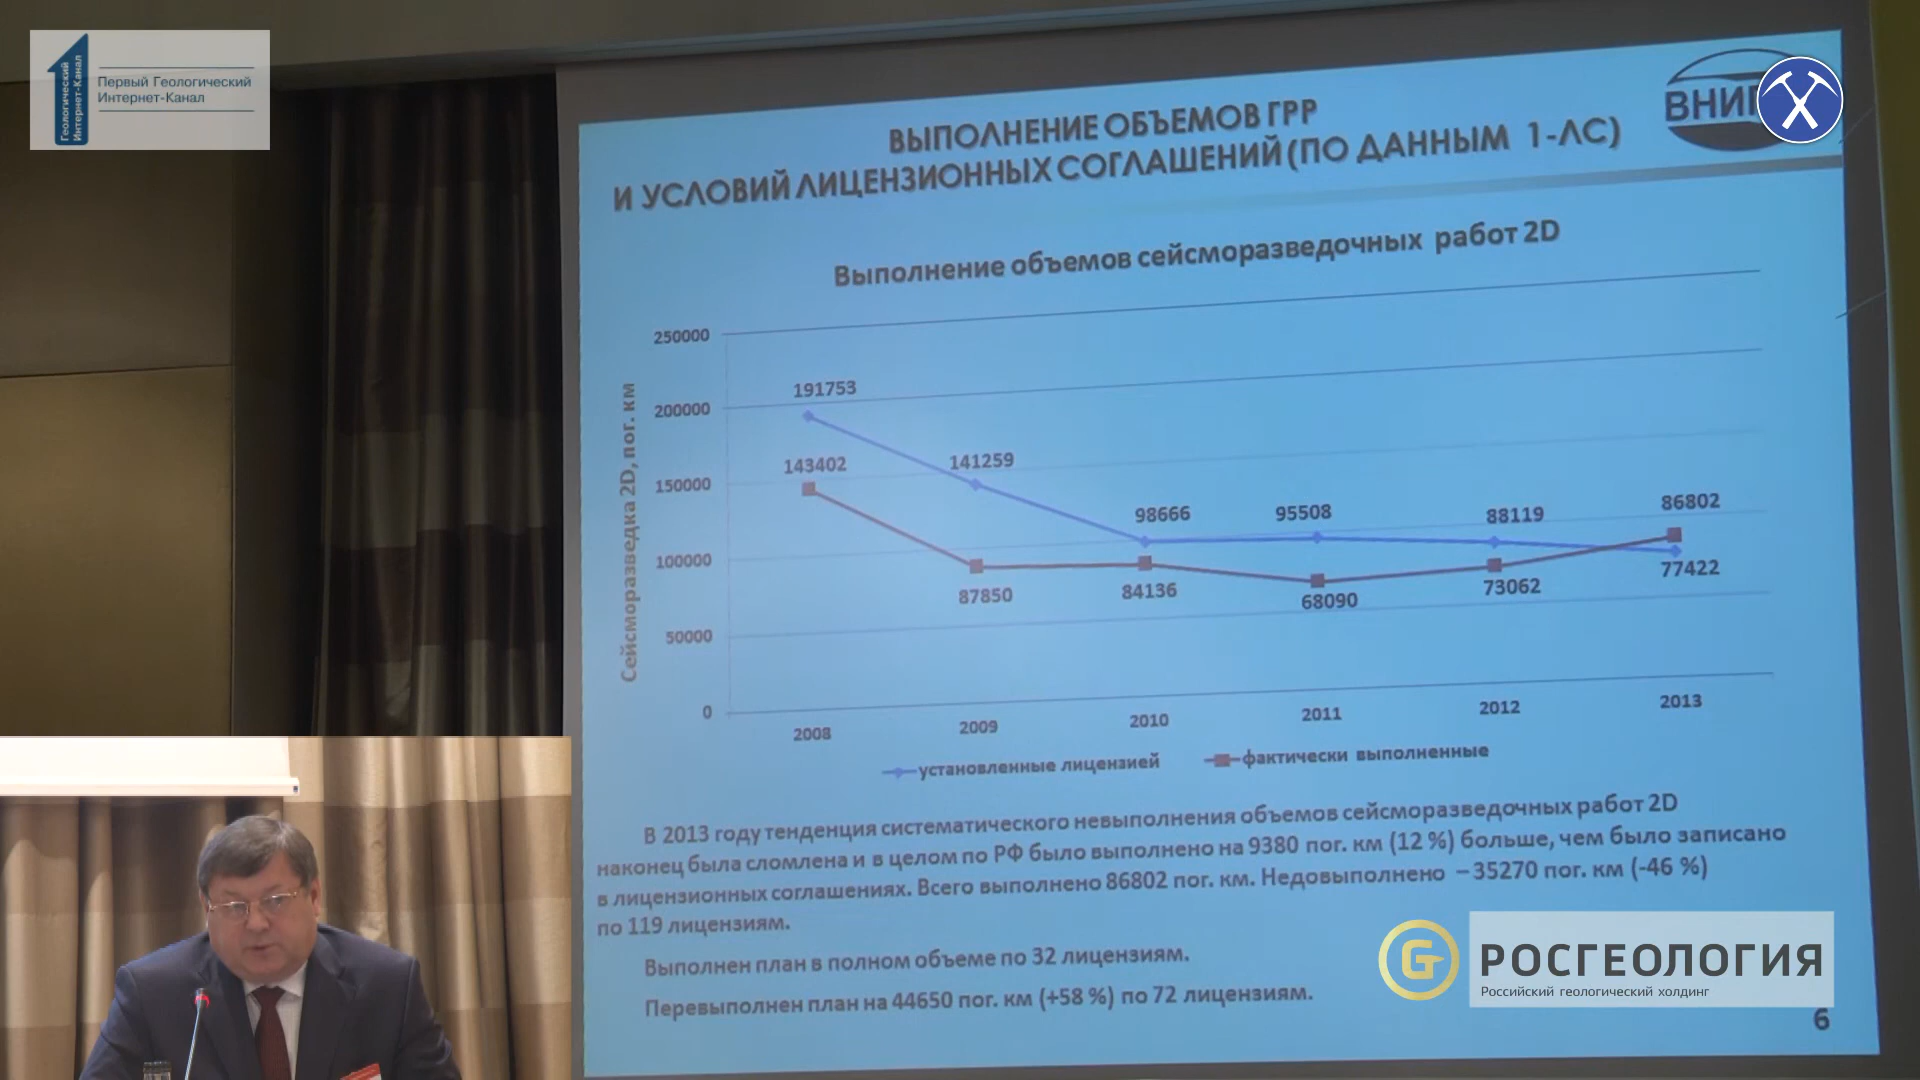 Геологический
Интернет-Канал
Первый Геологический
Интернет-Канал
ВЫПОЛНЕНИЕ ОБЪЕМОВ ГРР
И УСЛОВИЙ ЛИЦЕНЗИОННЫХ СОГЛАШЕНИЙ (ПО ДАННЫМ 1-ЛС)
Выполнение объемов сейсморазведочных работ 2D
Сейсморазведка 2D, пог. км
250000
200000
150000
100000
50000
0
191753
143402
141259
87850
98666
84136
95508
68090
88119
73062
86802
77422
2008
2009
2010
2011
2012
2013
установленные лицензией
фактически выполненные
В 2013 году тенденция систематического невыполнения объемов сейсморазведочных работ 2D
наконец была сломлена и в целом по РФ было выполнено на 9380 пог. км (12 %) больше, чем было записано
в лицензионных соглашениях. Всего выполнено 86802 пог. км. Недовыполнено – 35270 пог. км (-46 %)
по 119 лицензиям.
Выполнен план в полном объеме по 32 лицензиям.
Перевыполнен план на 44650 пог. км (+58 %) по 72 лицензиям.
РОСГЕОЛОГИЯ
Российский геологический холдинг
6